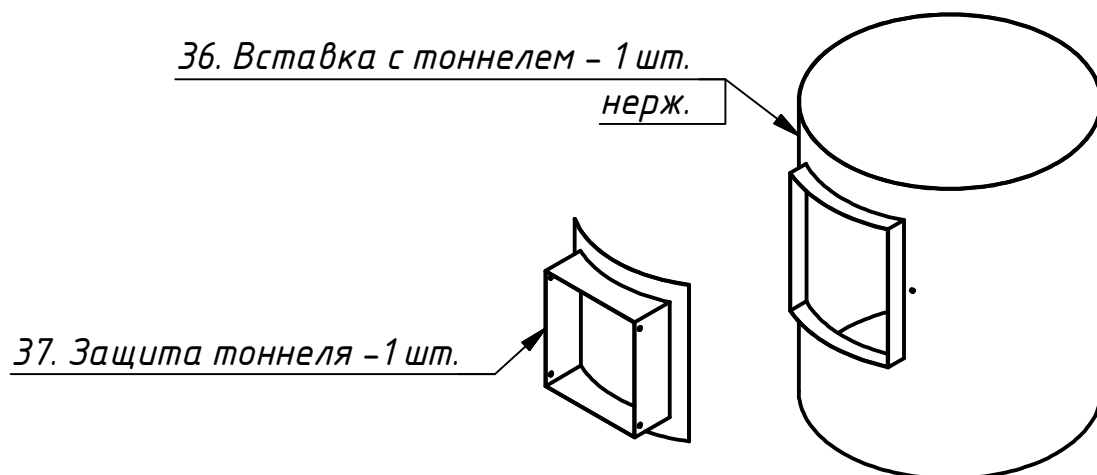 36. Вставка с тоннелем - 1 шт.
нерж.
37. Защита тоннеля -1 шт.